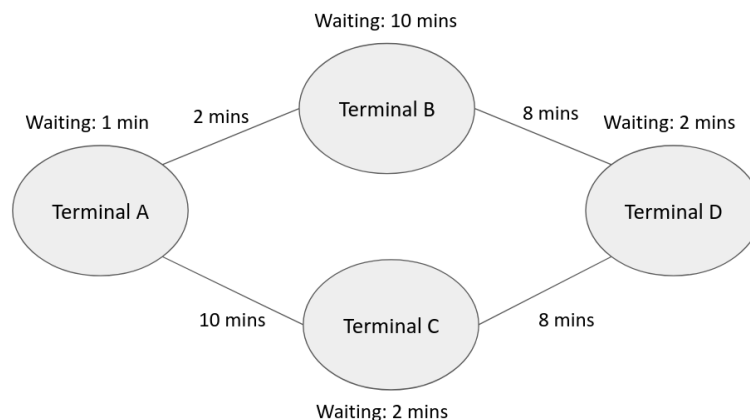 Waiting: 10 mins
Terminal B
Waiting: 1 min
2 mins
8 mins
Waiting: 2 mins
Terminal A
Terminal D
10 mins
Terminal C
8 mins
Waiting: 2 mins